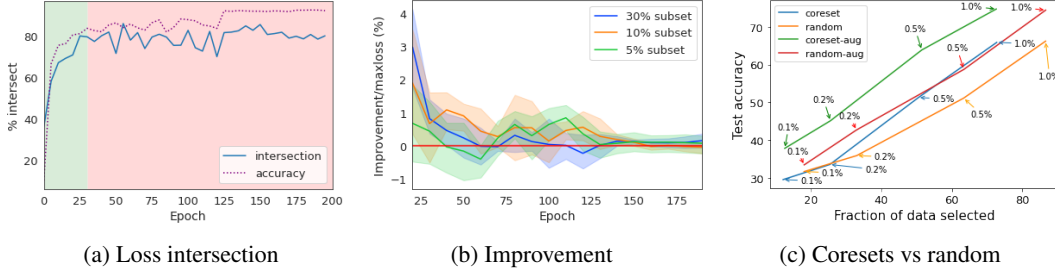 % intersect
80
60
40
20
intersection
accuracy
0
25
50
75
100
125
150
175
200
Epoch
(a) Loss intersection
Improvement/maxloss (%)
4
3
2
1
0
−1
30% subset
10% subset
5% subset
25
50
75
100
125
150
175
Epoch
(b) Improvement
Test accuracy
70
60
50
40
30
coreset
random
coreset-aug
random-aug
1.0%
1.0%
0.5%
0.5%
1.0%
1.0%
0.5%
0.5%
0.2%
0.2%
0.1%
0.1%
0.2%
0.2%
0.1%
0.1%
20
40
60
80
Fraction of data selected
(c) Coresets vs random